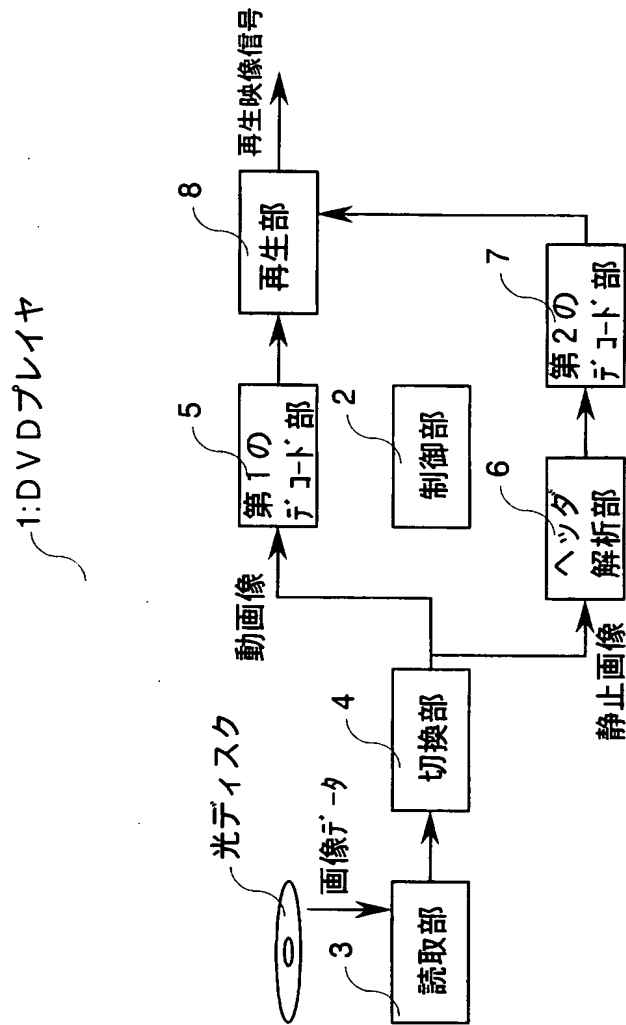 1:DVDプレイヤ
光ディスク
画像データ
3
読取部
4
切換部
動画像
静止画像
5
第1の
デコード部
2
制御部
6
ヘッダ
解析部
8
再生部
7
第2の
デコード部
再生映像信号